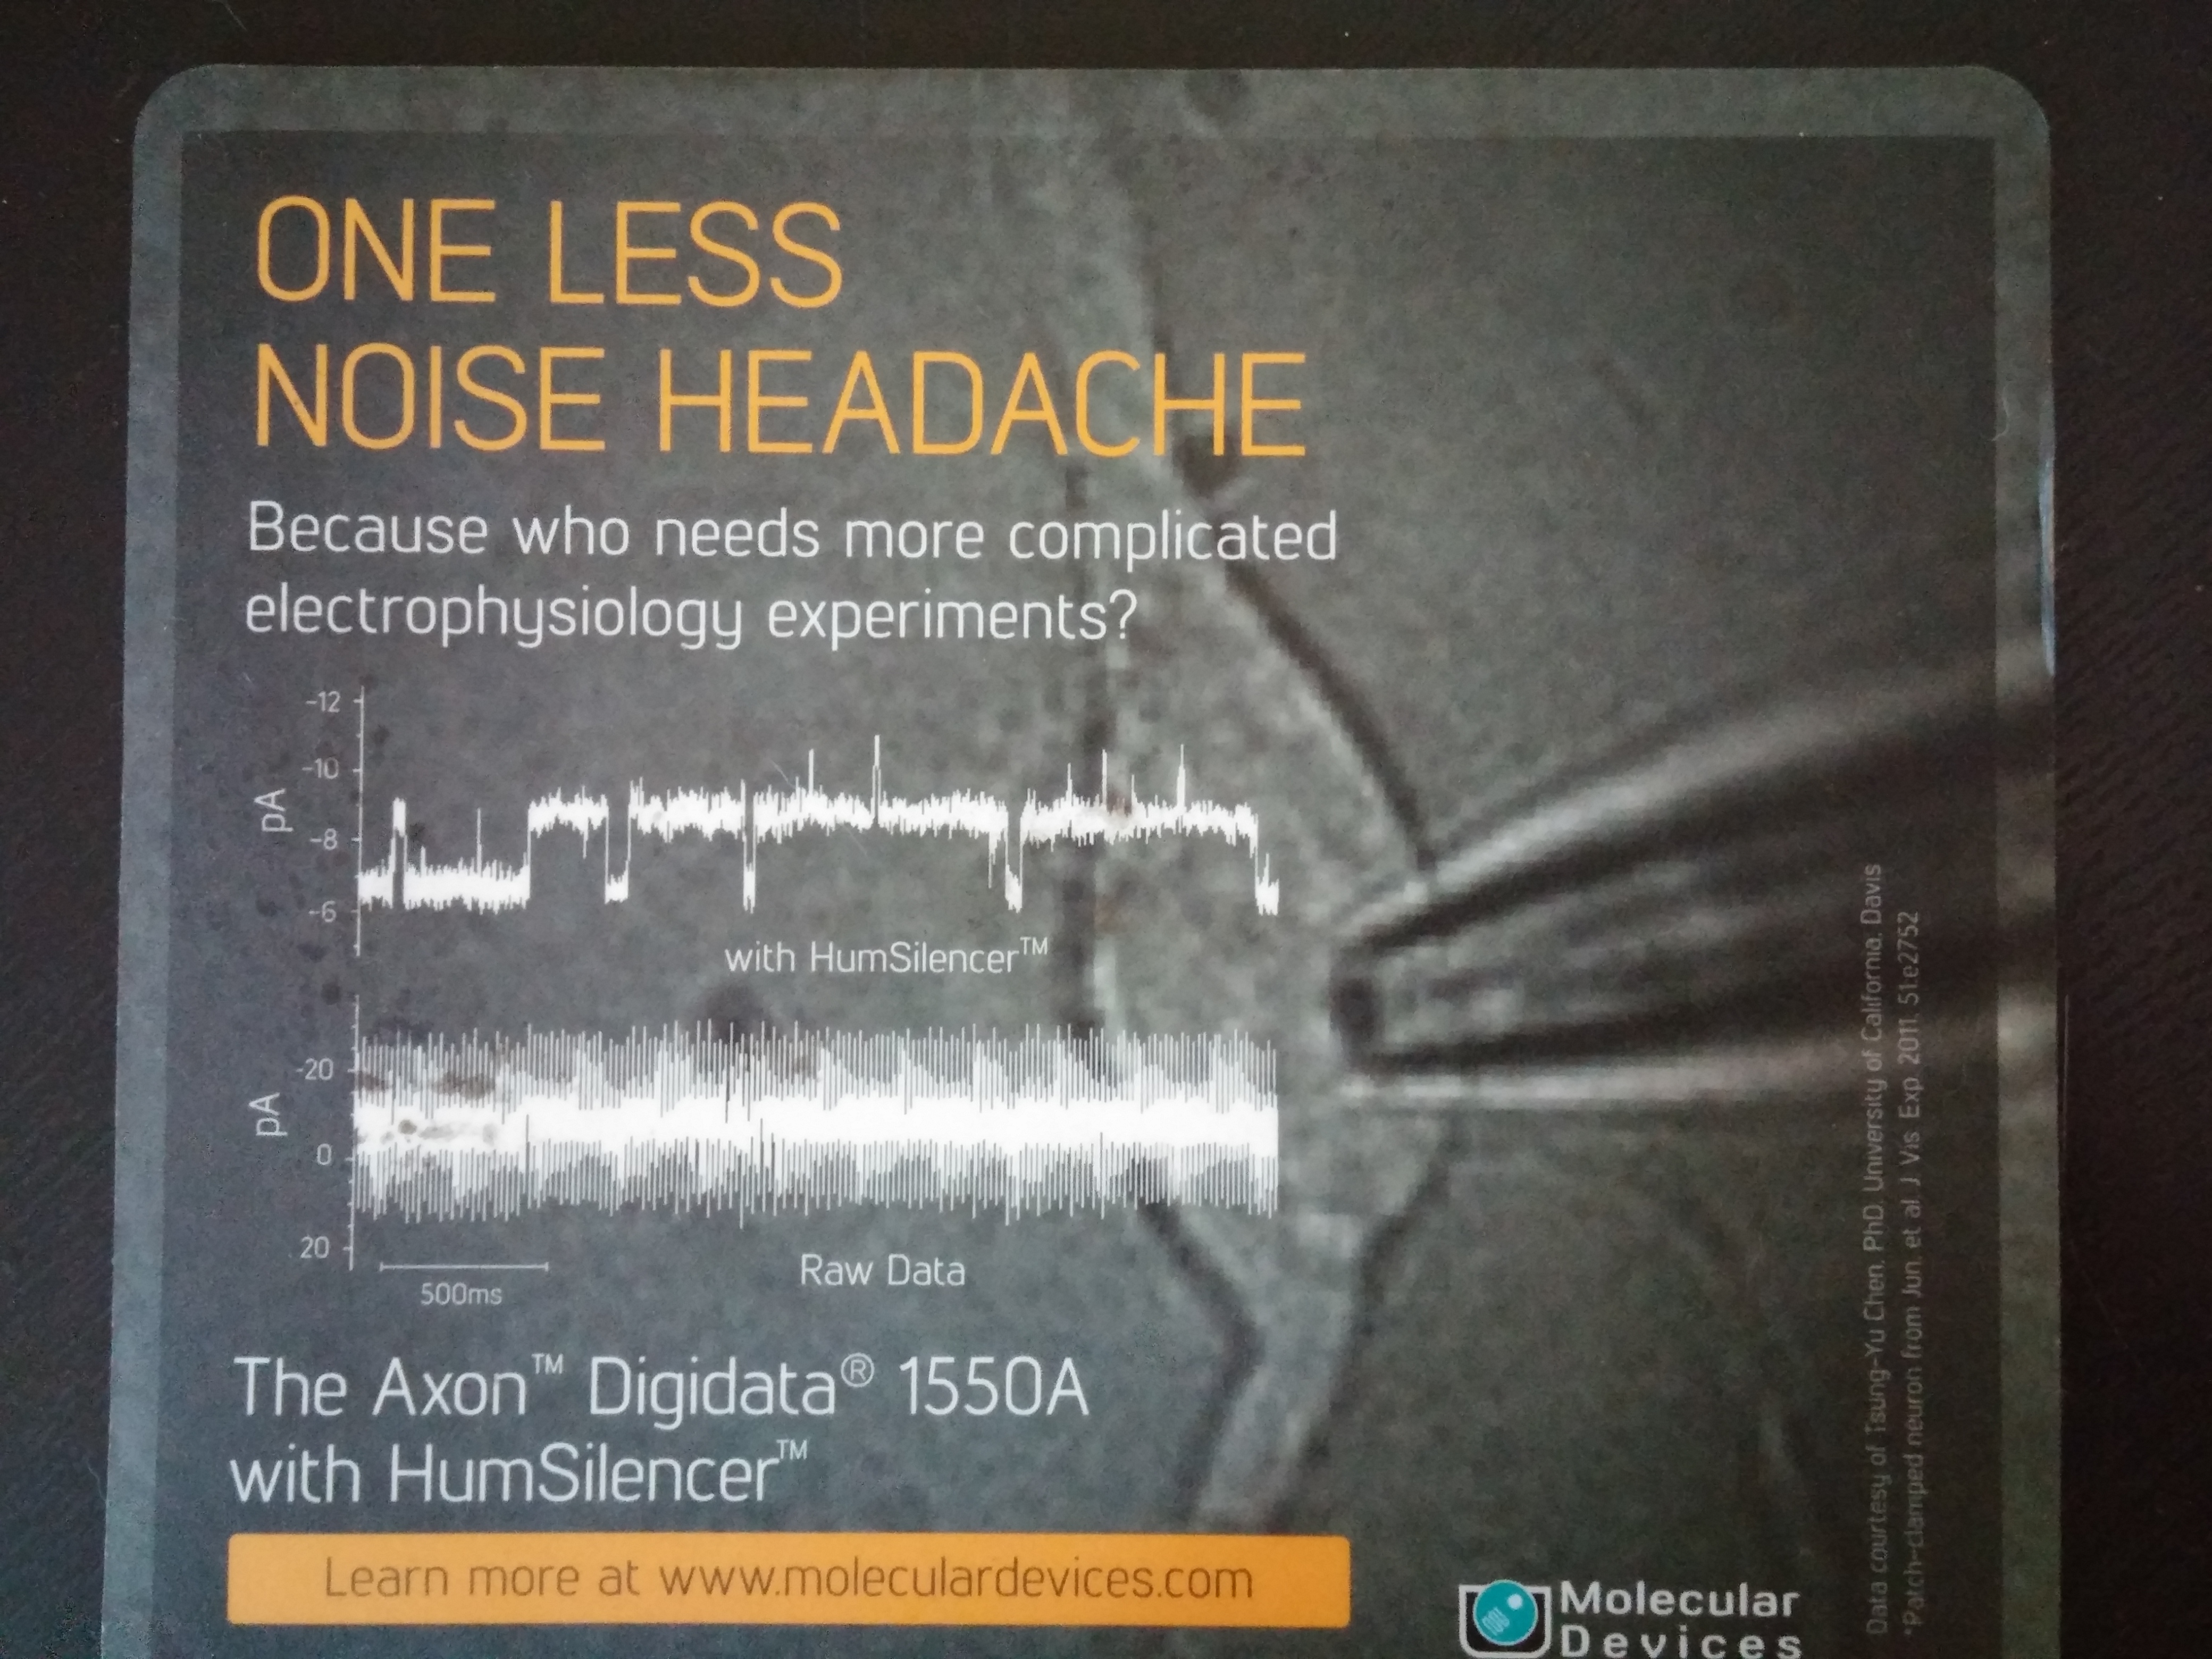 ONE LESS
NOISE HEADACHE
Because who needs more complicated
electrophysiology experiments?
-12
-10
-8
-6
pA
with HumSilencer™
-20
0
20
pA
500ms
Raw Data
The Axon™ Digidata® 1550A
with HumSilencer™
Learn more at www.moleculardevices.com
Molecular
Devices
Data courtesy of Tsung-Yu Chen, PhD, University of California, Davis
*Patch-clamped neuron from Jun, et al. J. Vis. Exp. 2011, 51:e2752